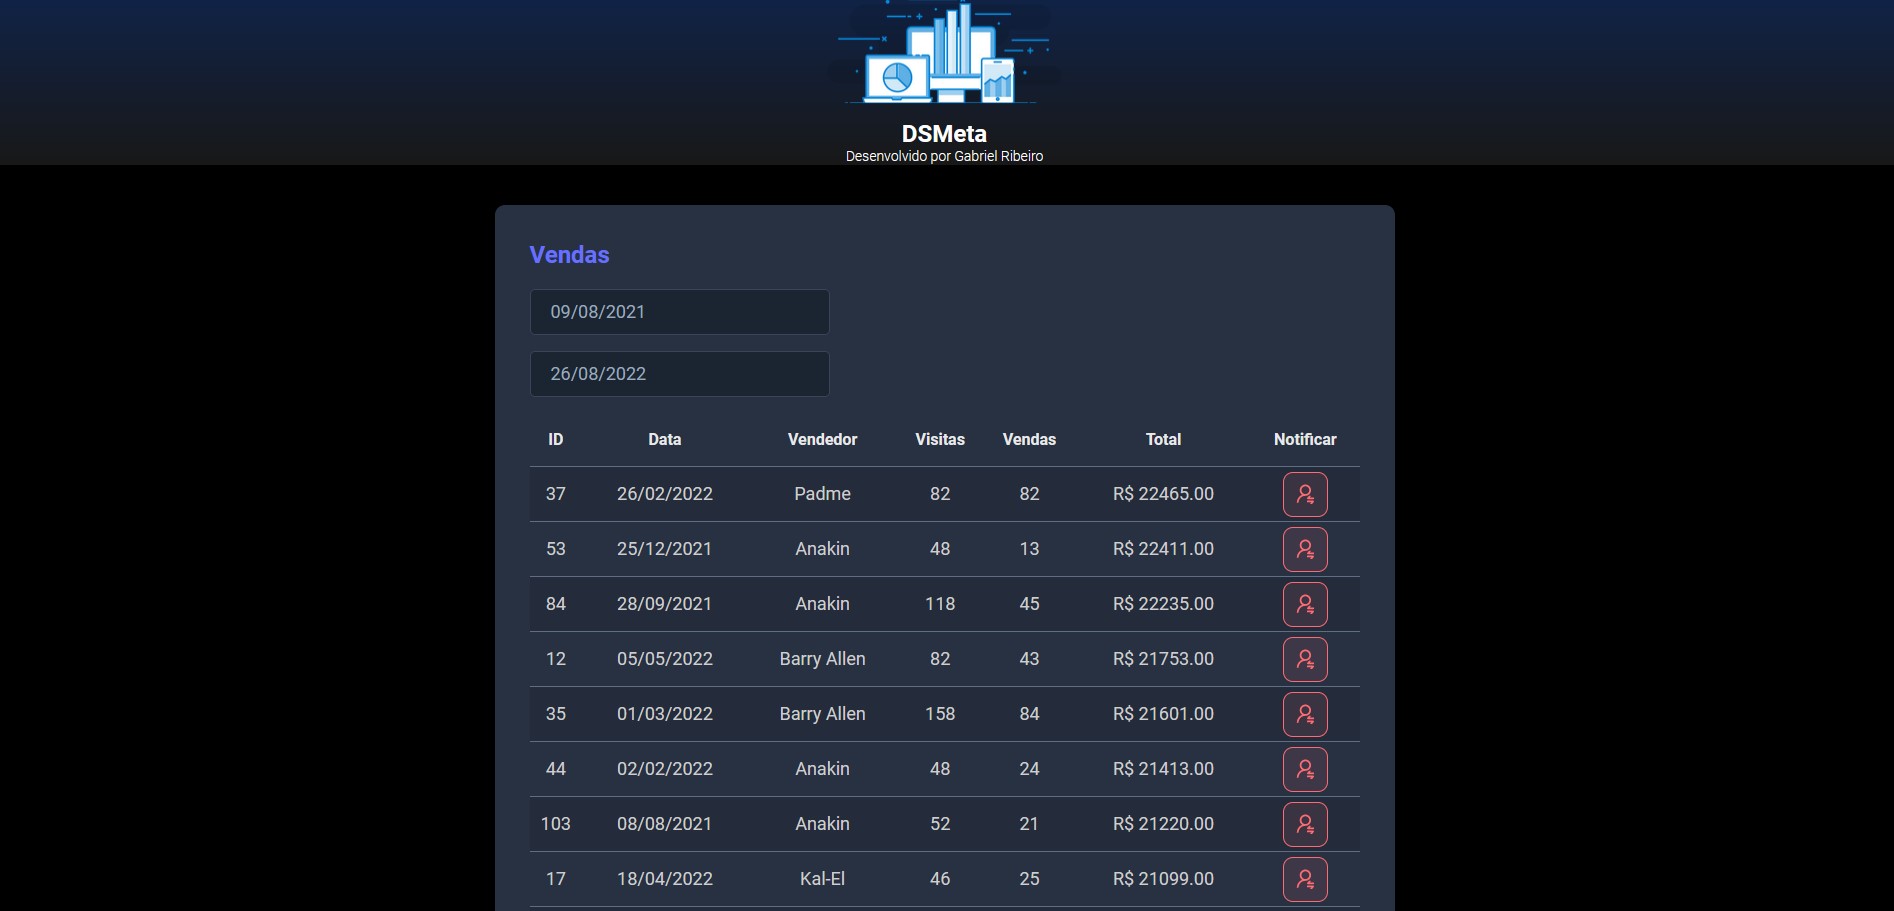 DSMeta
Desenvolvido por Gabriel Ribeiro
Vendas
09/08/2021
26/08/2022
ID Data Vendedor Visitas Vendas Total Notificar
37 26/02/2022 Padme 82 82 R$ 22465.00
53 25/12/2021 Anakin 48 13 R$ 22411.00
84 28/09/2021 Anakin 118 45 R$ 22235.00
12 05/05/2022 Barry Allen 82 43 R$ 21753.00
35 01/03/2022 Barry Allen 158 84 R$ 21601.00
44 02/02/2022 Anakin 48 24 R$ 21413.00
103 08/08/2021 Anakin 52 21 R$ 21220.00
17 18/04/2022 Kal-El 46 25 R$ 21099.00